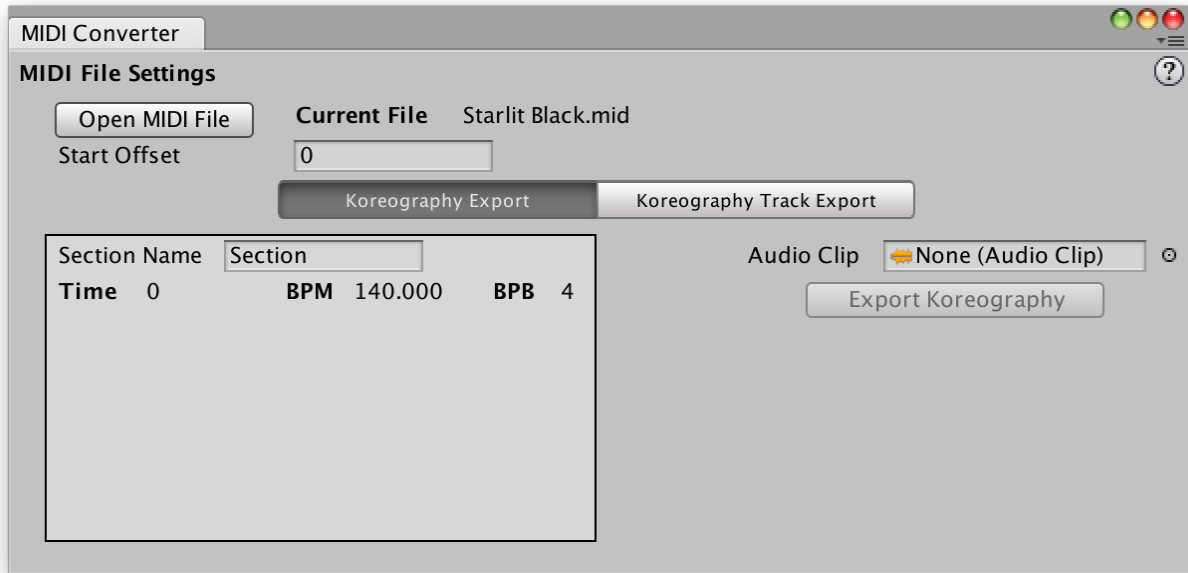 MIDI Converter
MIDI File Settings
?
Open MIDI File Current File Starlit Black.mid
Start Offset 0
Koreography Export Koreography Track Export
Section Name Section Audio Clip None (Audio Clip)
Time 0 BPM 140.000 BPB 4
Export Koreography